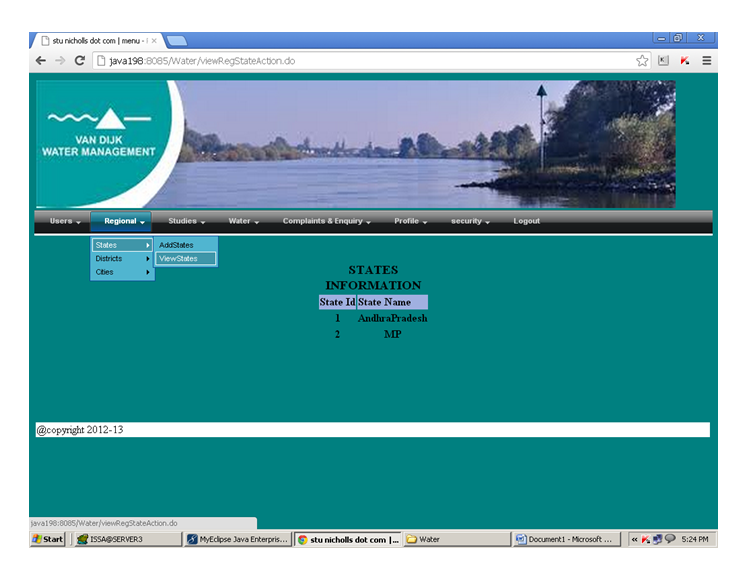 stu nicholls dot com | menu - I
java198:8085/Water/viewRegStateAction.do
VAN DIJK
WATER MANAGEMENT
Users Regional Studies Water Complaints & Enquiry Profile security Logout
States AddStates
Districts ViewStates
Cities
STATES
INFORMATION
State Id State Name
1 AndhraPradesh
2 MP
@copyright 2012-13
java198:8085/Water/viewRegStateAction.do
Start ISSA@SERVER3 MyEclipse Java Enterpris... stu nicholls dot com |... Water Document1 - Microsoft ... « 5:24 PM